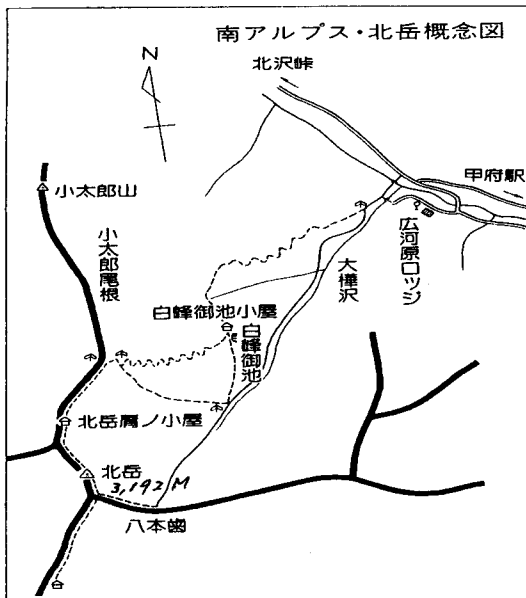 南アルプス・北岳概念図
北沢峠
N
甲府駅
小太郎山
小太郎尾根
広河原ロッジ
大樺沢
白峰御池小屋
白峰御池
北岳肩ノ小屋
北岳
3,192M
八本歯